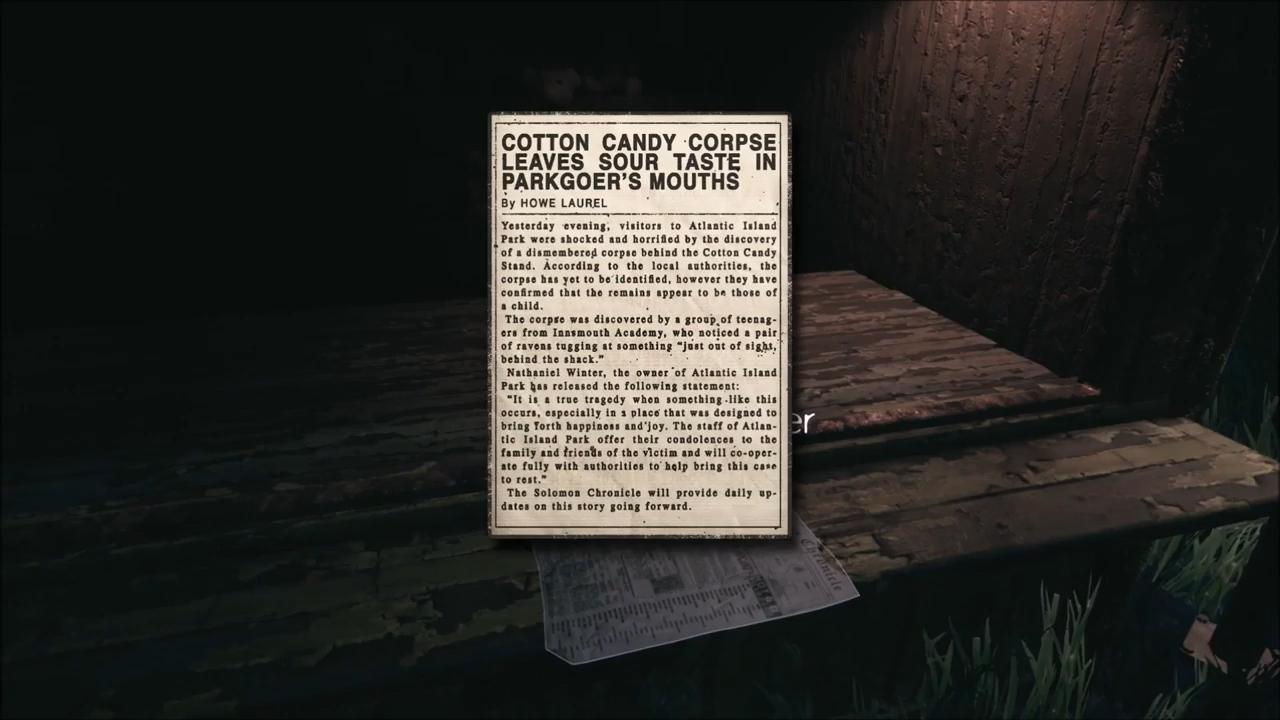 COTTON CANDY CORPSE
LEAVES SOUR TASTE IN
PARKGOER'S MOUTHS
By HOWE LAUREL
Yesterday evening, visitors to Atlantic Island
Park were shocked and horrified by the discovery
of a dismembered corpse behind the Cotton Candy
Stand. According to the local authorities, the
corpse has yet to be identified, however they have
confirmed that the remains appear to be those of
a child.
The corpse was discovered by a group of teenag-
ers from Innsmouth Academy, who noticed a pair
of ravens tugging at something "just out of sight,
behind the shack."
Nathaniel Winter, the owner of Atlantic Island
Park has released the following statement:
"It is a true tragedy when something like this
occurs, especially in a place that was designed to
bring forth happiness and joy. The staff of Atlan-
tic Island Park offer their condolences to the
family and friends of the victim and will co-oper-
ate fully with authorities to help bring this case
to rest."
The Solomon Chronicle will provide daily up-
dates on this story going forward.
er
Chronicle